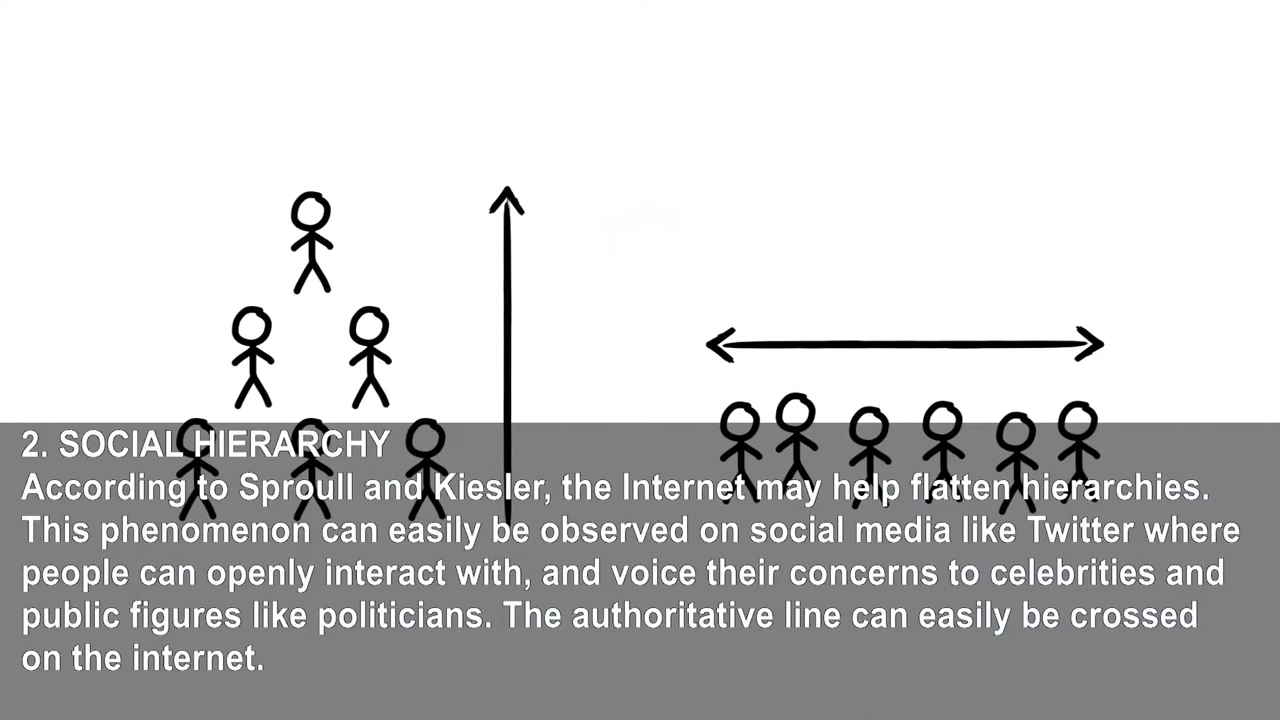 2. SOCIAL HIERARCHY
According to Sproull and Kiesler, the Internet may help flatten hierarchies.
This phenomenon can easily be observed on social media like Twitter where
people can openly interact with, and voice their concerns to celebrities and
public figures like politicians. The authoritative line can easily be crossed
on the internet.